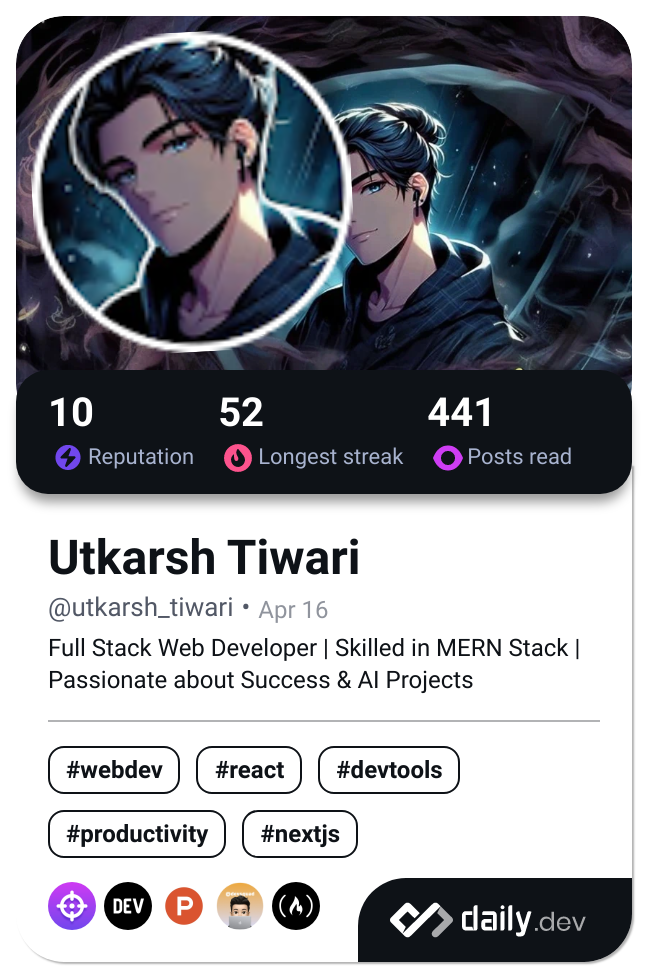 10 52 441
Reputation Longest streak Posts read
Utkarsh Tiwari
@utkarsh_tiwari • Apr 16
Full Stack Web Developer | Skilled in MERN Stack |
Passionate about Success & AI Projects
#webdev #react #devtools
#productivity #nextjs
DEV P
daily.dev